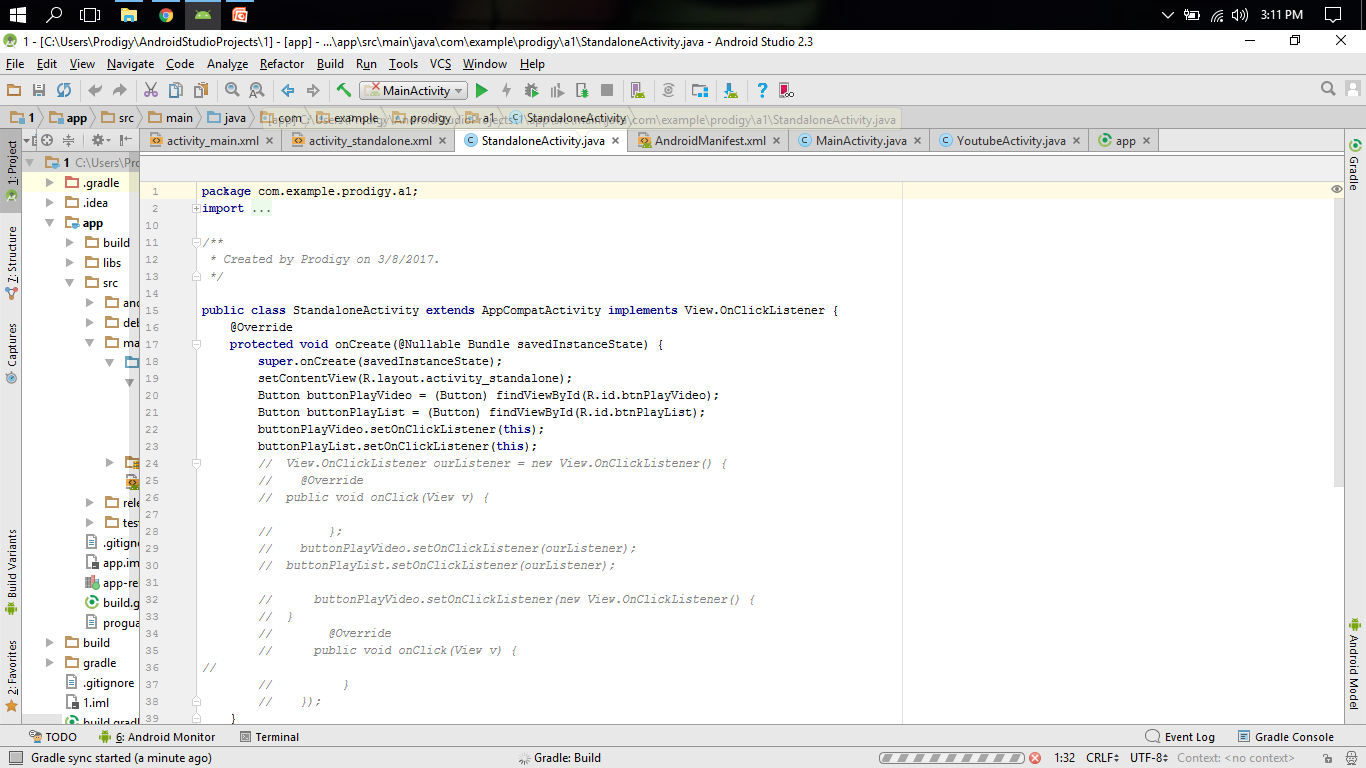 3:11 PM
1 - [C:\Users\Prodigy\AndroidStudioProjects\1] - [app] - ...\app\src\main\java\com\example\prodigy\a1\StandaloneActivity.java - Android Studio 2.3
File Edit View Navigate Code Analyze Refactor Build Run Tools VCS Window Help
MainActivity
1 app src main java com example prodigy a1 StandaloneActivity
activity_main.xml activity_standalone.xml StandaloneActivity.java AndroidManifest.xml MainActivity.java YoutubeActivity.java app
1: Project
7: Structure
Captures
Build Variants
2: Favorites
1 C:\Users\Pro
.gradle
.idea
app
build
libs
src
and
deb
ma
rele
test
.gitign
app.im
app-re
build.g
progua
build
gradle
.gitignore
1.iml
build.gradl
1 package com.example.prodigy.a1;
2 import ...
10
11 /**
12 * Created by Prodigy on 3/8/2017.
13 */
14
15 public class StandaloneActivity extends AppCompatActivity implements View.OnClickListener {
16 @Override
17 protected void onCreate(@Nullable Bundle savedInstanceState) {
18 super.onCreate(savedInstanceState);
19 setContentView(R.layout.activity_standalone);
20 Button buttonPlayVideo = (Button) findViewById(R.id.btnPlayVideo);
21 Button buttonPlayList = (Button) findViewById(R.id.btnPlayList);
22 buttonPlayVideo.setOnClickListener(this);
23 buttonPlayList.setOnClickListener(this);
24 // View.OnClickListener ourListener = new View.OnClickListener() {
25 // @Override
26 // public void onClick(View v) {
27
28 // };
29 // buttonPlayVideo.setOnClickListener(ourListener);
30 // buttonPlayList.setOnClickListener(ourListener);
31
32 // buttonPlayVideo.setOnClickListener(new View.OnClickListener() {
33 // }
34 // @Override
35 // public void onClick(View v) {
36 //
37 // }
38 // });
39 }
Gradle
Android Model
TODO 6: Android Monitor Terminal Event Log Gradle Console
Gradle sync started (a minute ago) Gradle: Build 1:32 CRLF UTF-8 Context: <no context>